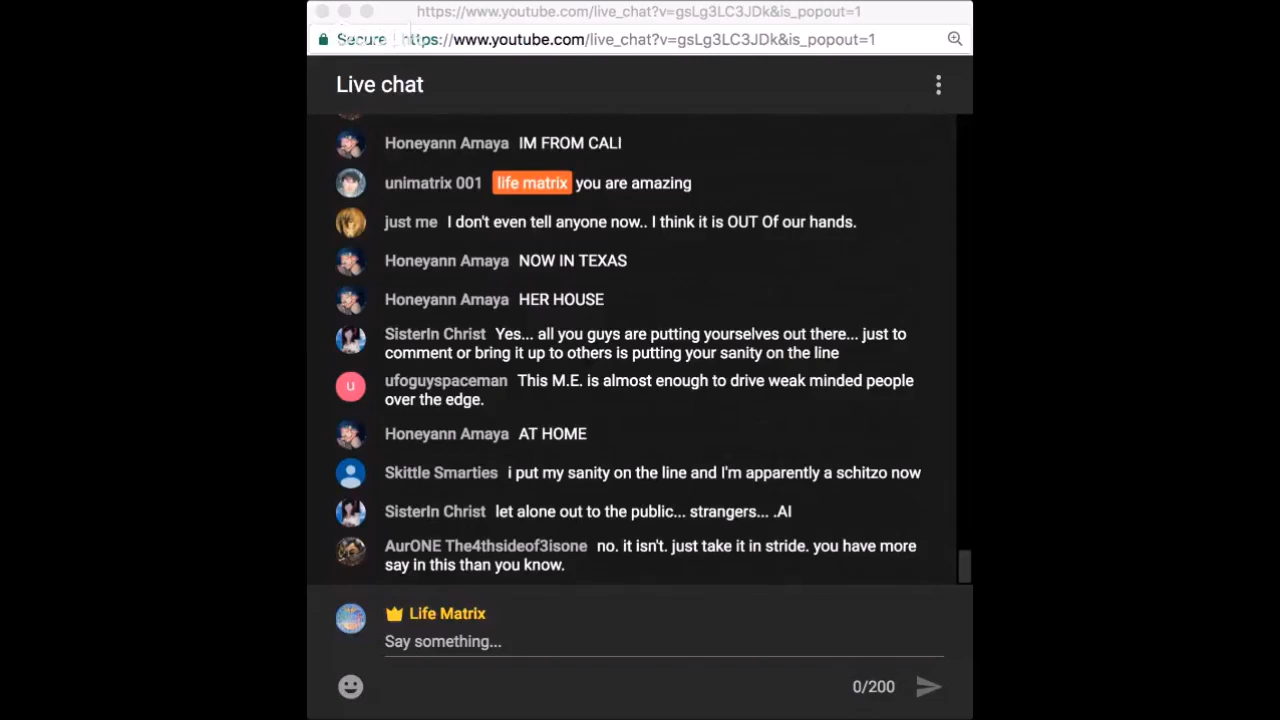 https://www.youtube.com/live_chat?v=gsLg3LC3JDk&is_popout=1
Secure https://www.youtube.com/live_chat?v=gsLg3LC3JDk&is_popout=1
Live chat
Honeyann Amaya IM FROM CALI
unimatrix 001 life matrix you are amazing
just me I don't even tell anyone now.. I think it is OUT Of our hands.
Honeyann Amaya NOW IN TEXAS
Honeyann Amaya HER HOUSE
SisterIn Christ Yes... all you guys are putting yourselves out there... just to
comment or bring it up to others is putting your sanity on the line
U
ufoguyspaceman This M.E. is almost enough to drive weak minded people
over the edge.
Honeyann Amaya AT HOME
Skittle Smarties i put my sanity on the line and I'm apparently a schitzo now
SisterIn Christ let alone out to the public... strangers... .AI
AurONE The4thsideof3isone no. it isn't. just take it in stride. you have more
say in this than you know.
Life Matrix
Say something...
0/200